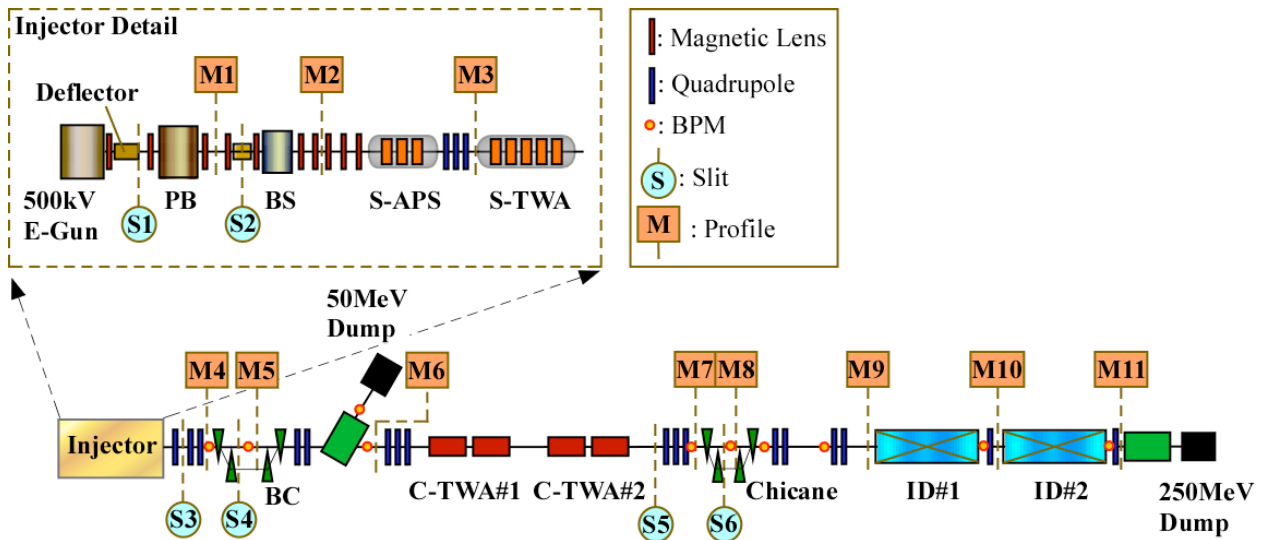 Injector Detail
M1
M2
M3
Deflector
500kV
E-Gun
PB
BS
S-APS
S-TWA
S1
S2
: Magnetic Lens
: Quadrupole
: BPM
S : Slit
M : Profile
50MeV
Dump
M4
M5
M6
M7
M8
M9
M10
M11
Injector
BC
C-TWA#1
C-TWA#2
Chicane
ID#1
ID#2
250MeV
Dump
S3
S4
S5
S6